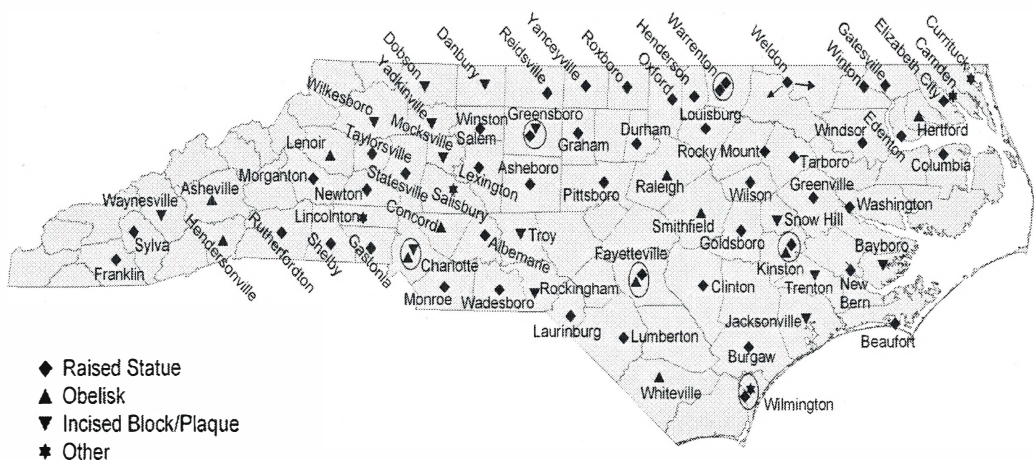 Dobson
Danbury
Reidsville
Yanceyville
Roxboro
Henderson
Oxford
Warrenton
Weldon
Winton
Gatesville
Elizabeth City
Camden
Currituck
Wilkesboro
Yadkinville
Mocksville
Winston
Salem
Greensboro
Graham
Durham
Louisburg
Windsor
Edenton
Hertford
Lenoir
Taylorsville
Rocky Mount
Tarboro
Columbia
Morganton
Statesville
Lexington
Asheboro
Pittsboro
Raleigh
Wilson
Greenville
Washington
Waynesville
Asheville
Newton
Salisbury
Lincolnton
Concord
Smithfield
Snow Hill
Sylva
Hendersonville
Rutherfordton
Shelby
Gastonia
Albemarle
Troy
Fayetteville
Goldsboro
Bayboro
Franklin
Charlotte
Kinston
Trenton
New
Bern
Monroe
Wadesboro
Rockingham
Clinton
Laurinburg
Lumberton
Jacksonville
Beaufort
Burgaw
Whiteville
Wilmington
Raised Statue
Obelisk
Incised Block/Plaque
Other